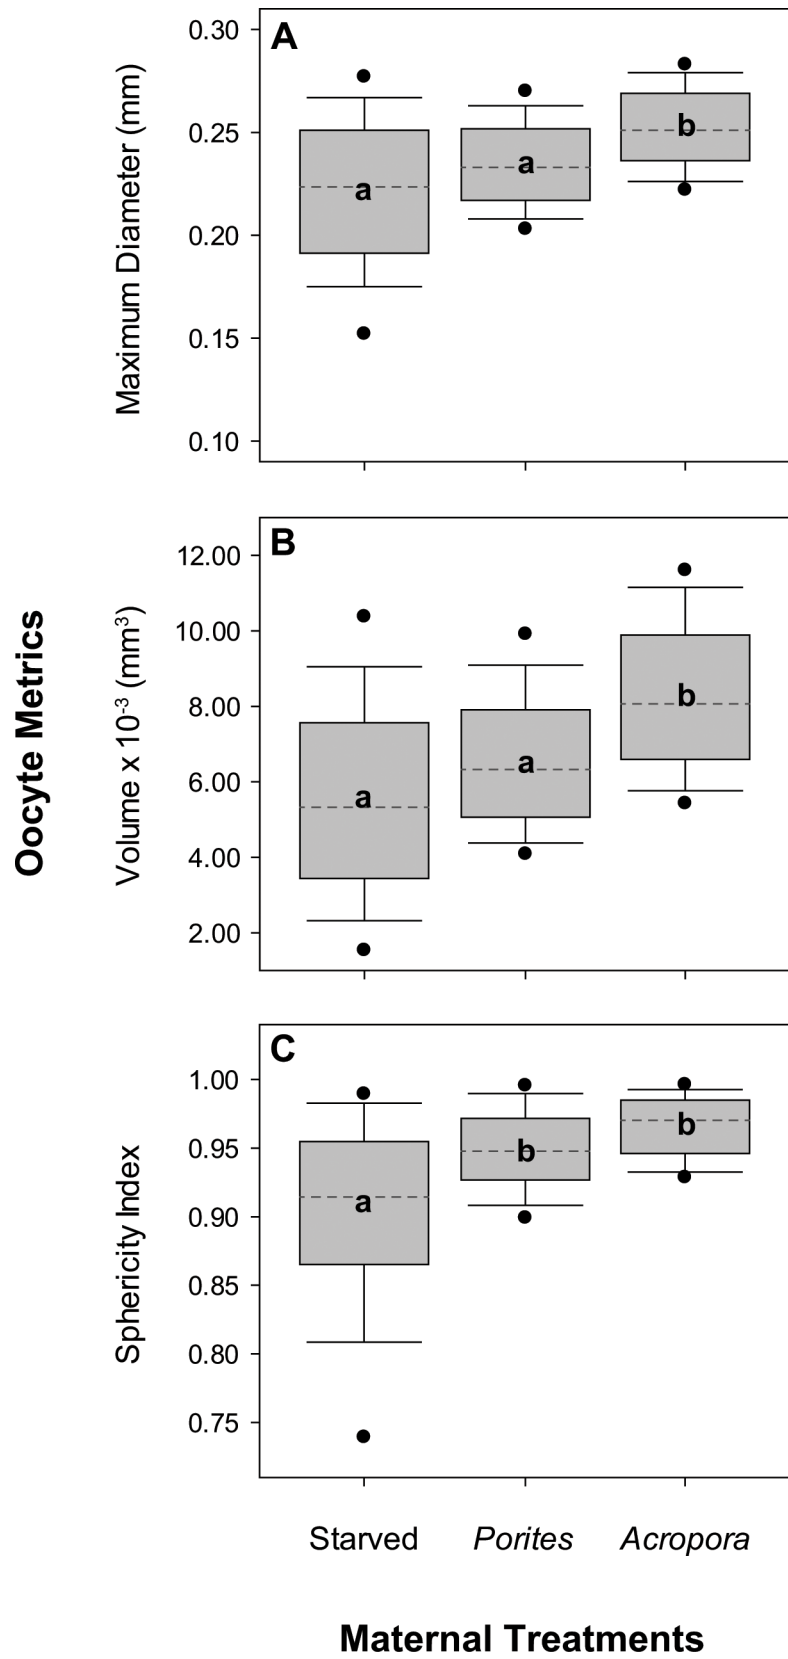 Oocyte Metrics
A
Maximum Diameter (mm)
0.30
0.25
0.20
0.15
0.10
a
a
b
B
Volume x 10⁻³ (mm³)
12.00
10.00
8.00
6.00
4.00
2.00
a
a
b
C
Sphericity Index
1.00
0.95
0.90
0.85
0.80
0.75
a
b
b
Starved Porites Acropora
Maternal Treatments